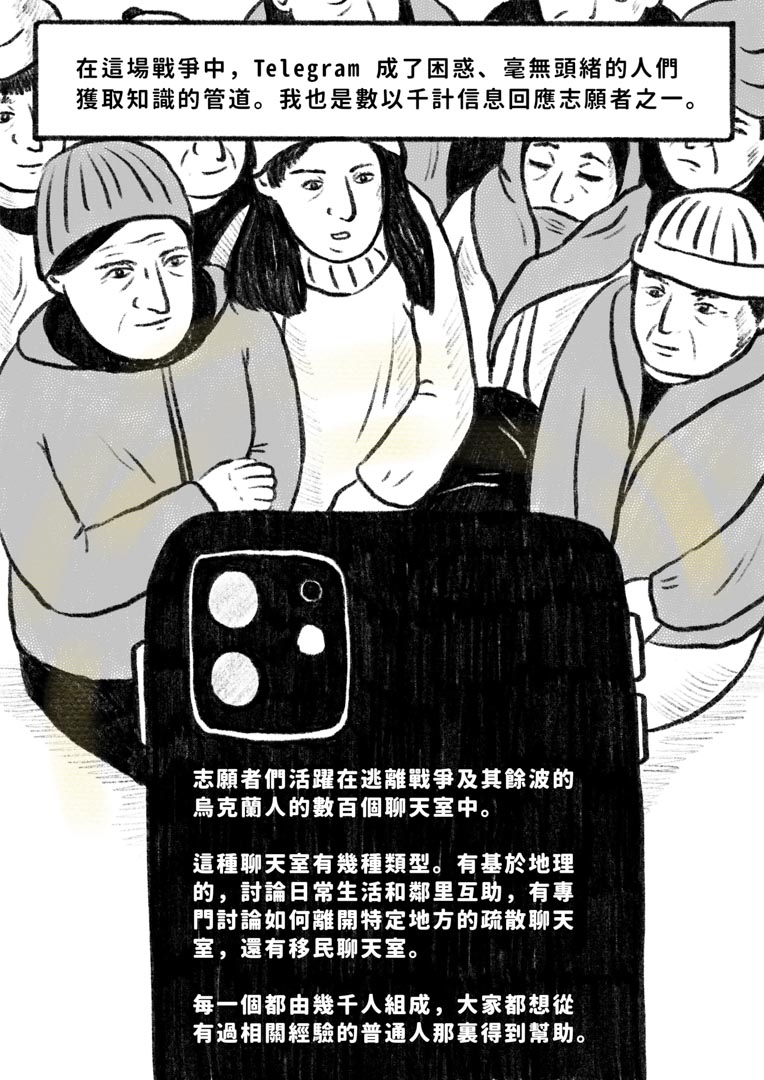 在這場戰爭中，Telegram 成了困惑、毫無頭緒的人們
獲取知識的管道。我也是數以千計信息回應志願者之一。
志願者們活躍在逃離戰爭及其餘波的
烏克蘭人的數百個聊天室中。
這種聊天室有幾種類型。有基於地理
的，討論日常生活和鄰里互助，有專
門討論如何離開特定地方的疏散聊天
室，還有移民聊天室。
每一個都由幾千人組成，大家都想從
有過相關經驗的普通人那裏得到幫助。